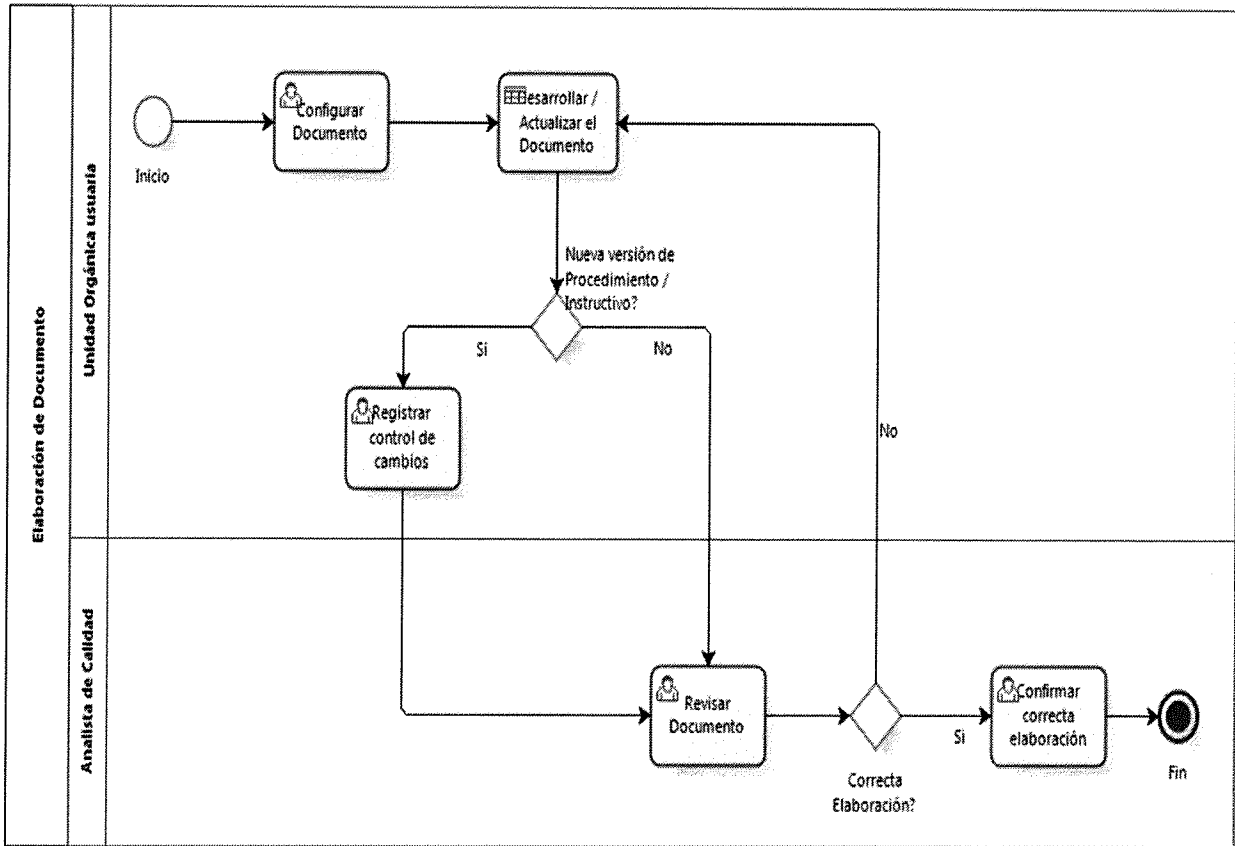 Elaboración de Documento
Unidad Orgánica usuaria
Inicio
Configurar
Documento
Desarrollar /
Actualizar el
Documento
Nueva versión de
Procedimiento /
Instructivo?
Si
No
Registrar
control de
cambios
No
Analista de Calidad
Revisar
Documento
Correcta
Elaboración?
Si
Confirmar
correcta
elaboración
Fin